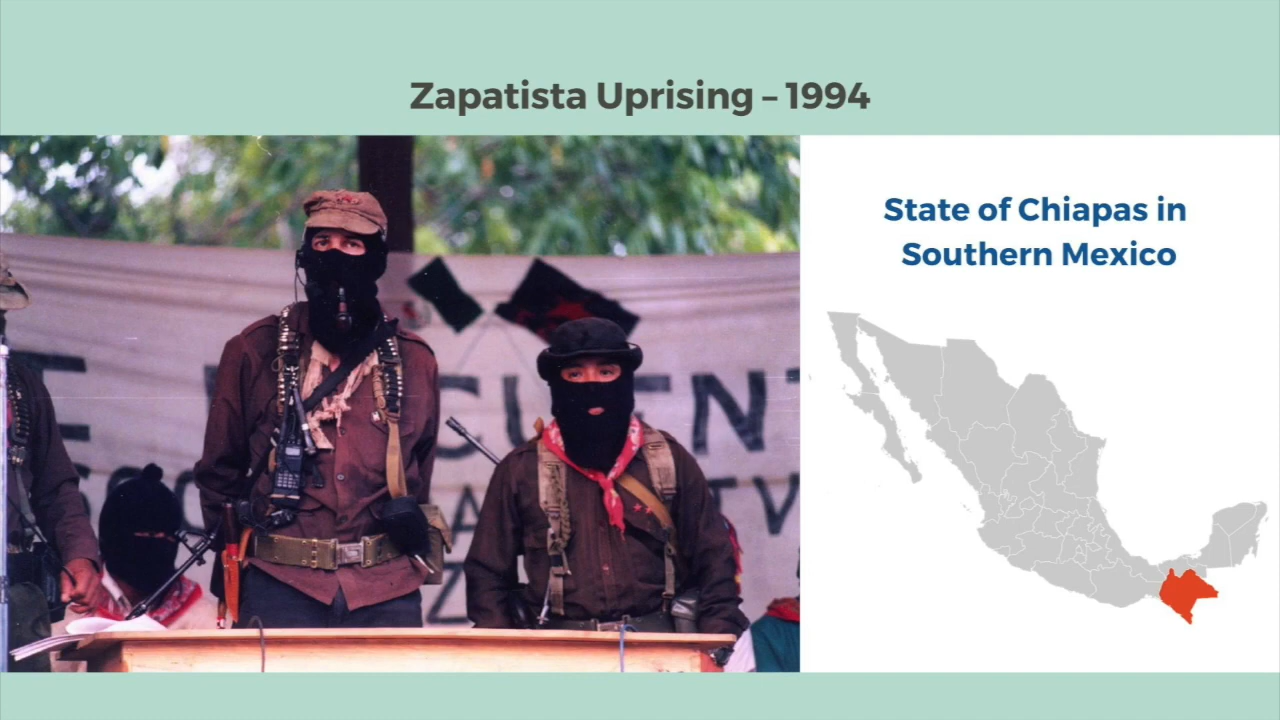 Zapatista Uprising – 1994
State of Chiapas in
Southern Mexico